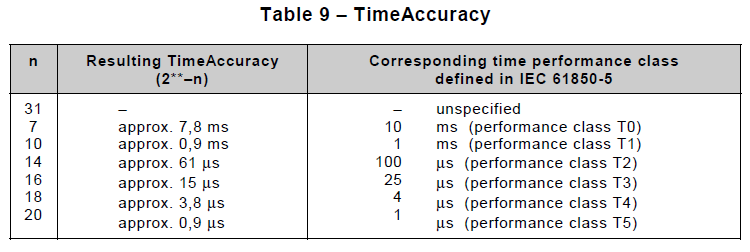 Table 9 – TimeAccuracy
n Resulting TimeAccuracy (2**–n) Corresponding time performance class defined in IEC 61850-5
31 – – unspecified
7 approx. 7,8 ms 10 ms (performance class T0)
10 approx. 0,9 ms 1 ms (performance class T1)
14 approx. 61 μs 100 μs (performance class T2)
16 approx. 15 μs 25 μs (performance class T3)
18 approx. 3,8 μs 4 μs (performance class T4)
20 approx. 0,9 μs 1 μs (performance class T5)